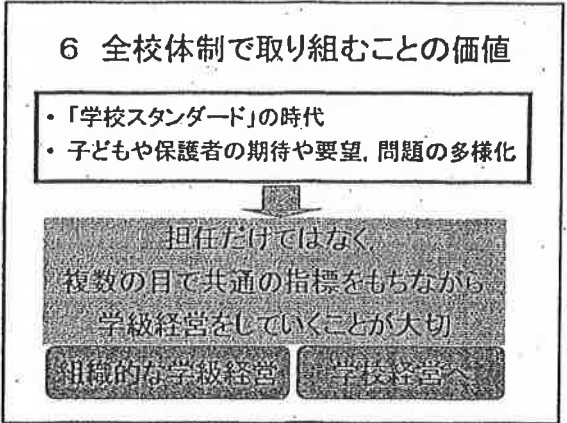 6 全校体制で取り組むことの価値
・「学校スタンダード」の時代
・子どもや保護者の期待や要望，問題の多様化
担任だけではなく，
複数の目で共通の指標をもちながら
学級経営をしていくことが大切
組織的な学級経営
学校経営へ